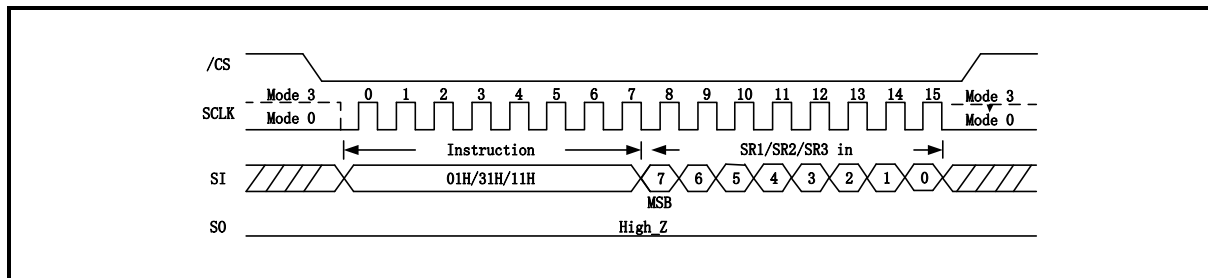 /CS
Mode 3 0 1 2 3 4 5 6 7 8 9 10 11 12 13 14 15 Mode 3
SCLK
Mode 0 Mode 0
Instruction SR1/SR2/SR3 in
SI 01H/31H/11H 7 6 5 4 3 2 1 0
MSB
SO High_Z